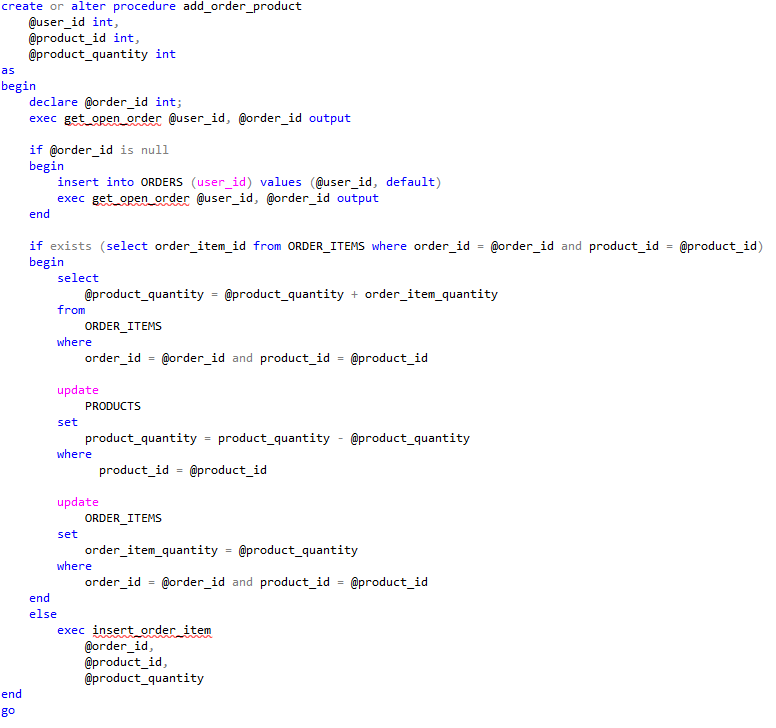 create or alter procedure add_order_product
    @user_id int,
    @product_id int,
    @product_quantity int
as
begin
    declare @order_id int;
    exec get_open_order @user_id, @order_id output

    if @order_id is null
    begin
        insert into ORDERS (user_id) values (@user_id, default)
        exec get_open_order @user_id, @order_id output
    end

    if exists (select order_item_id from ORDER_ITEMS where order_id = @order_id and product_id = @product_id)
    begin
        select
            @product_quantity = @product_quantity + order_item_quantity
        from
            ORDER_ITEMS
        where
            order_id = @order_id and product_id = @product_id

        update
            PRODUCTS
        set
            product_quantity = product_quantity - @product_quantity
        where
              product_id = @product_id

        update
            ORDER_ITEMS
        set
            order_item_quantity = @product_quantity
        where
            order_id = @order_id and product_id = @product_id
    end
    else
        exec insert_order_item
            @order_id,
            @product_id,
            @product_quantity
end
go